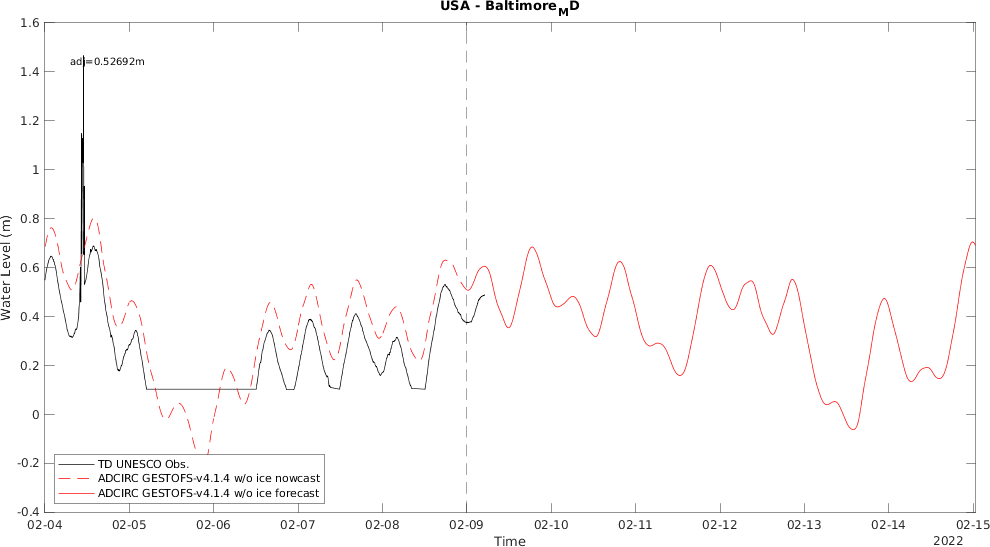 USA - Baltimore_MD
1.6
1.4
1.2
1
0.8
0.6
0.4
0.2
0
-0.2
-0.4
Water Level (m)
adj=0.52692m
TD UNESCO Obs.
ADCIRC GESTOFS-v4.1.4 w/o ice nowcast
ADCIRC GESTOFS-v4.1.4 w/o ice forecast
02-04 02-05 02-06 02-07 02-08 02-09 02-10 02-11 02-12 02-13 02-14 02-15
Time
2022